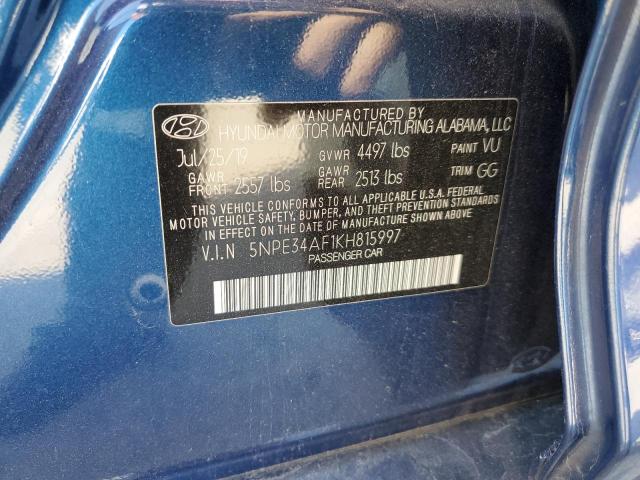 MANUFACTURED BY
HYUNDAI MOTOR MANUFACTURING ALABAMA, LLC
Jul/25/19 GVWR 4497 lbs PAINT VU
GAWR FRONT 2557 lbs GAWR REAR 2513 lbs TRIM GG
THIS VEHICLE CONFORMS TO ALL APPLICABLE U.S.A. FEDERAL
MOTOR VEHICLE SAFETY, BUMPER, AND THEFT PREVENTION STANDARDS
IN EFFECT ON THE DATE OF MANUFACTURE SHOWN ABOVE.
V.I.N 5NPE34AF1KH815997
PASSENGER CAR